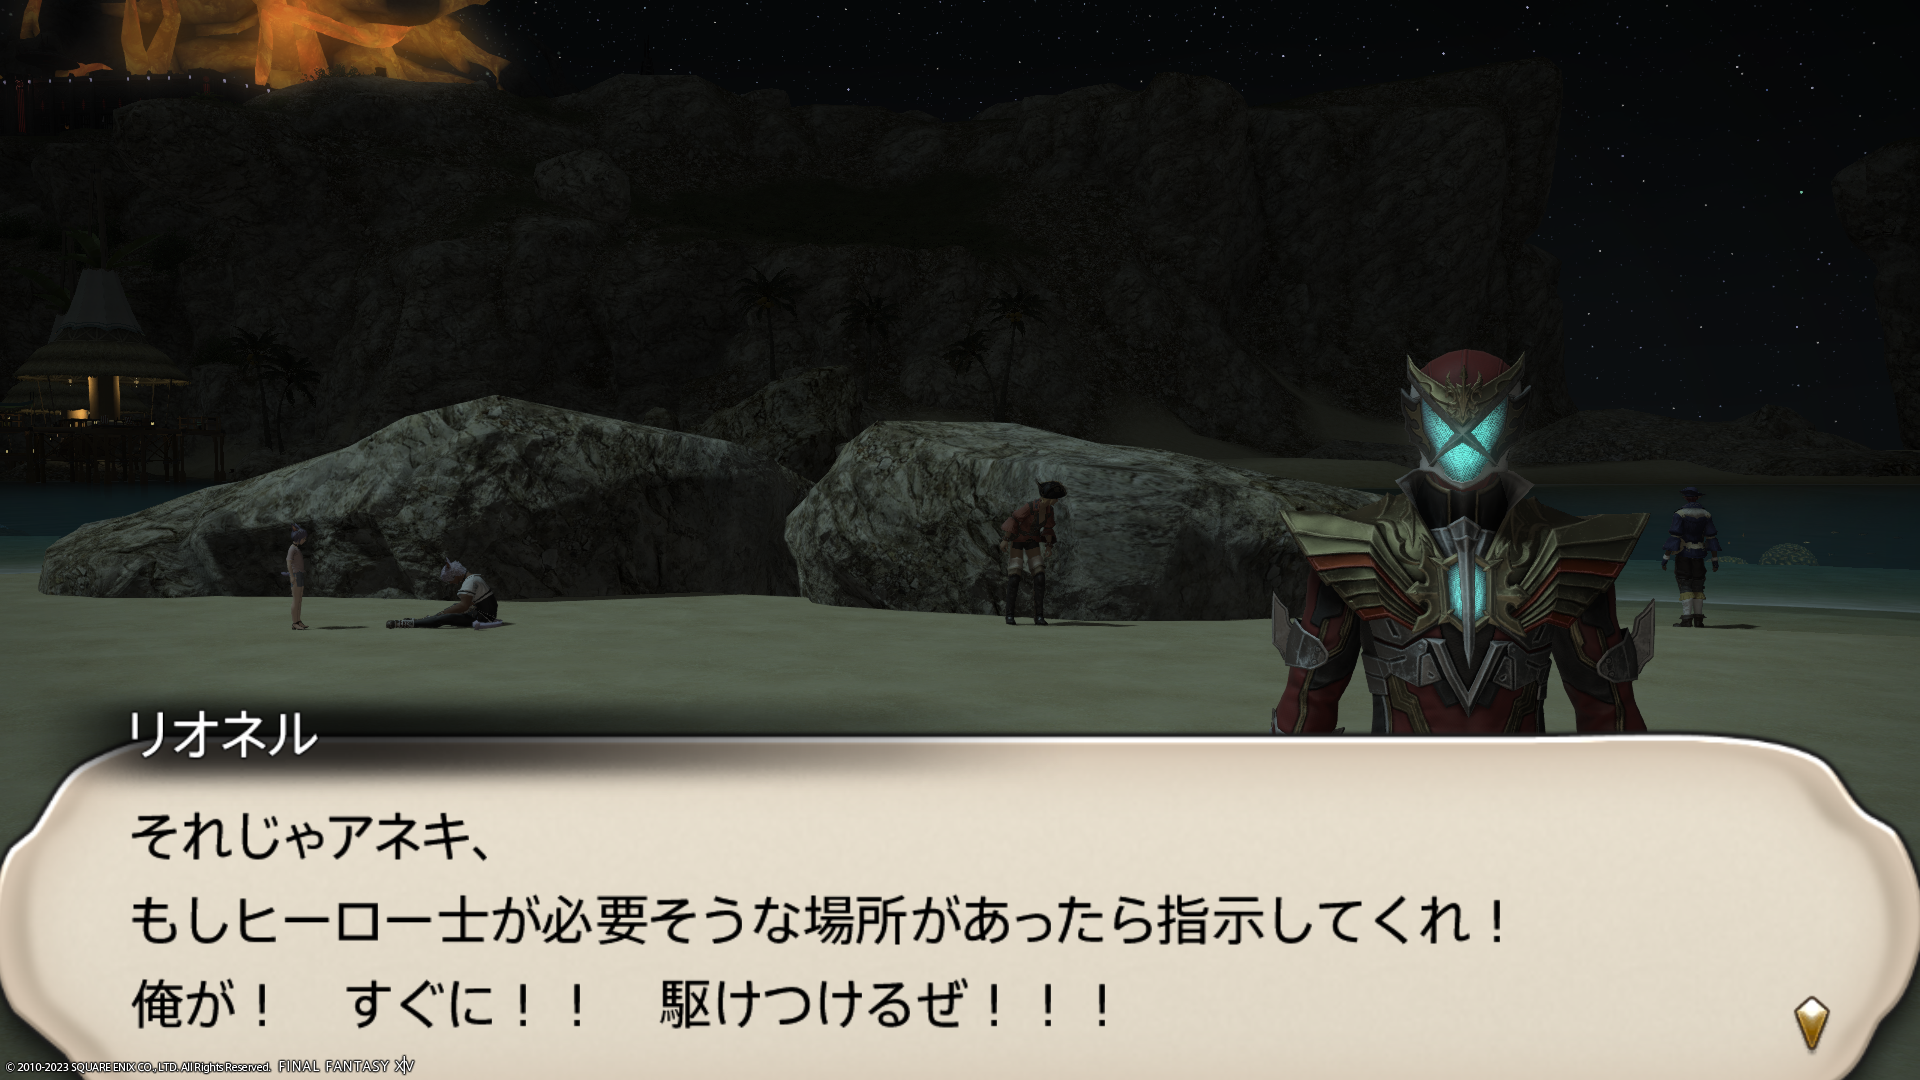 リオネル
それじゃアネキ、
もしヒーロー士が必要そうな場所があったら指示してくれ！
俺が！　すぐに！！　駆けつけるぜ！！！
© 2010-2023 SQUARE ENIX CO., LTD. All Rights Reserved. FINAL FANTASY XIV